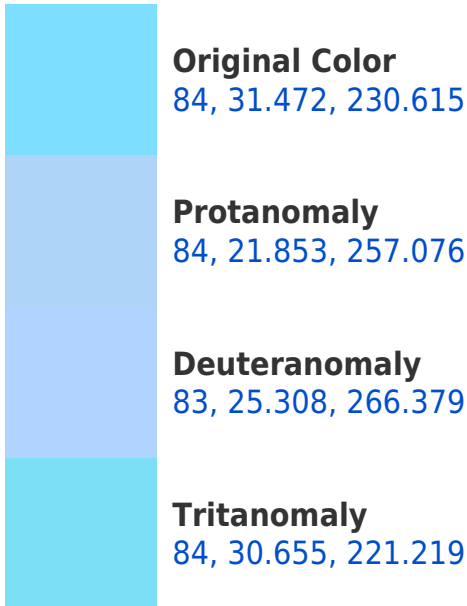 Original Color
84, 31.472, 230.615
Protanomaly
84, 21.853, 257.076
Deuteranomaly
83, 25.308, 266.379
Tritanomaly
84, 30.655, 221.219